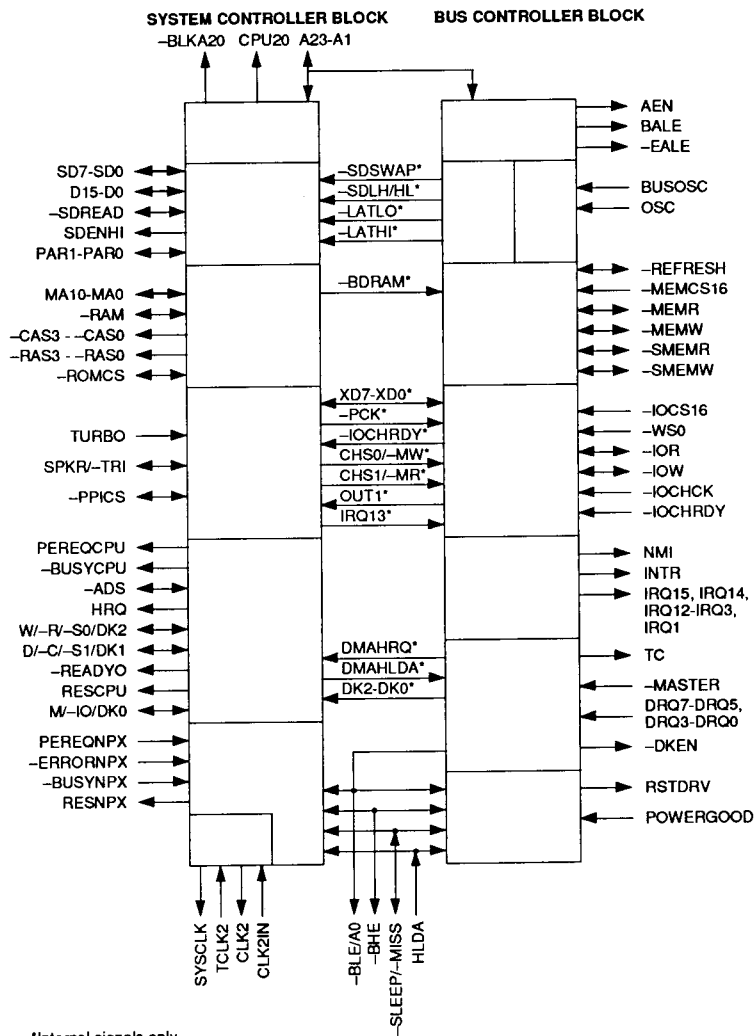 SYSTEM CONTROLLER BLOCK
BUS CONTROLLER BLOCK
–BLKA20 CPU20 A23-A1
SD7-SD0
D15-D0
–SDREAD
SDENHI
PAR1-PAR0
MA10-MA0
–RAM
–CAS3 - –CAS0
–RAS3 - –RAS0
–ROMCS
TURBO
SPKR/–TRI
–PPICS
PEREQCPU
–BUSYCPU
–ADS
HRQ
W/–R/–S0/DK2
D/–C/–S1/DK1
–READYO
RESCPU
M/–IO/DK0
PEREQNPX
–ERRORNPX
–BUSYNPX
RESNPX
–SDSWAP*
–SDLH/HL*
–LATLO*
–LATHI*
–BDRAM*
XD7-XD0*
–PCK*
–IOCHRDY*
CHS0/–MW*
CHS1/–MR*
OUT1*
IRQ13*
DMAHRQ*
DMAHLDA*
DK2-DK0*
AEN
BALE
–EALE
BUSOSC
OSC
–REFRESH
–MEMCS16
–MEMR
–MEMW
–SMEMR
–SMEMW
–IOCS16
–WS0
–IOR
–IOW
–IOCHCK
–IOCHRDY
NMI
INTR
IRQ15, IRQ14,
IRQ12-IRQ3,
IRQ1
TC
–MASTER
DRQ7-DRQ5,
DRQ3-DRQ0
–DKEN
RSTDRV
POWERGOOD
SYSCLK
TCLK2
CLK2
CLK2IN
–BLE/A0
–BHE
SLEEP/–MISS
HLDA
*Internal signals only